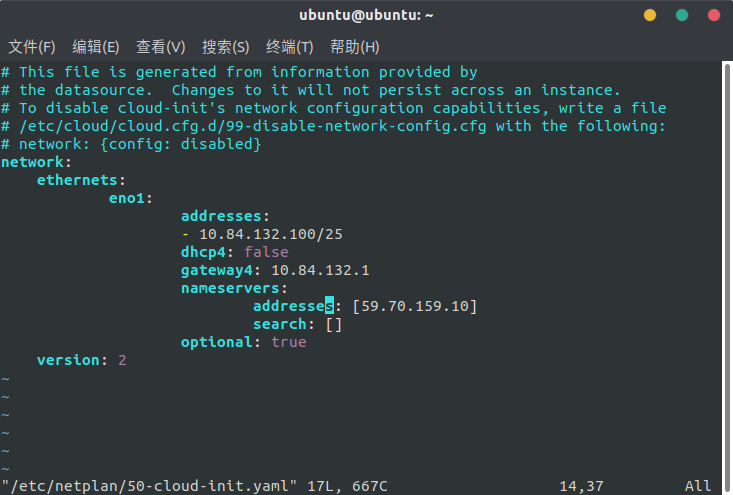 ubuntu@ubuntu: ~
文件(F) 编辑(E) 查看(V) 搜索(S) 终端(T) 帮助(H)
# This file is generated from information provided by
# the datasource.  Changes to it will not persist across an instance.
# To disable cloud-init's network configuration capabilities, write a file
# /etc/cloud/cloud.cfg.d/99-disable-network-config.cfg with the following:
# network: {config: disabled}
network:
    ethernets:
            eno1:
                    addresses:
                    - 10.84.132.100/25
                    dhcp4: false
                    gateway4: 10.84.132.1
                    nameservers:
                            addresses: [59.70.159.10]
                            search: []
                    optional: true
    version: 2
~
~
~
~
~
~
"/etc/netplan/50-cloud-init.yaml" 17L, 667C 14,37 All